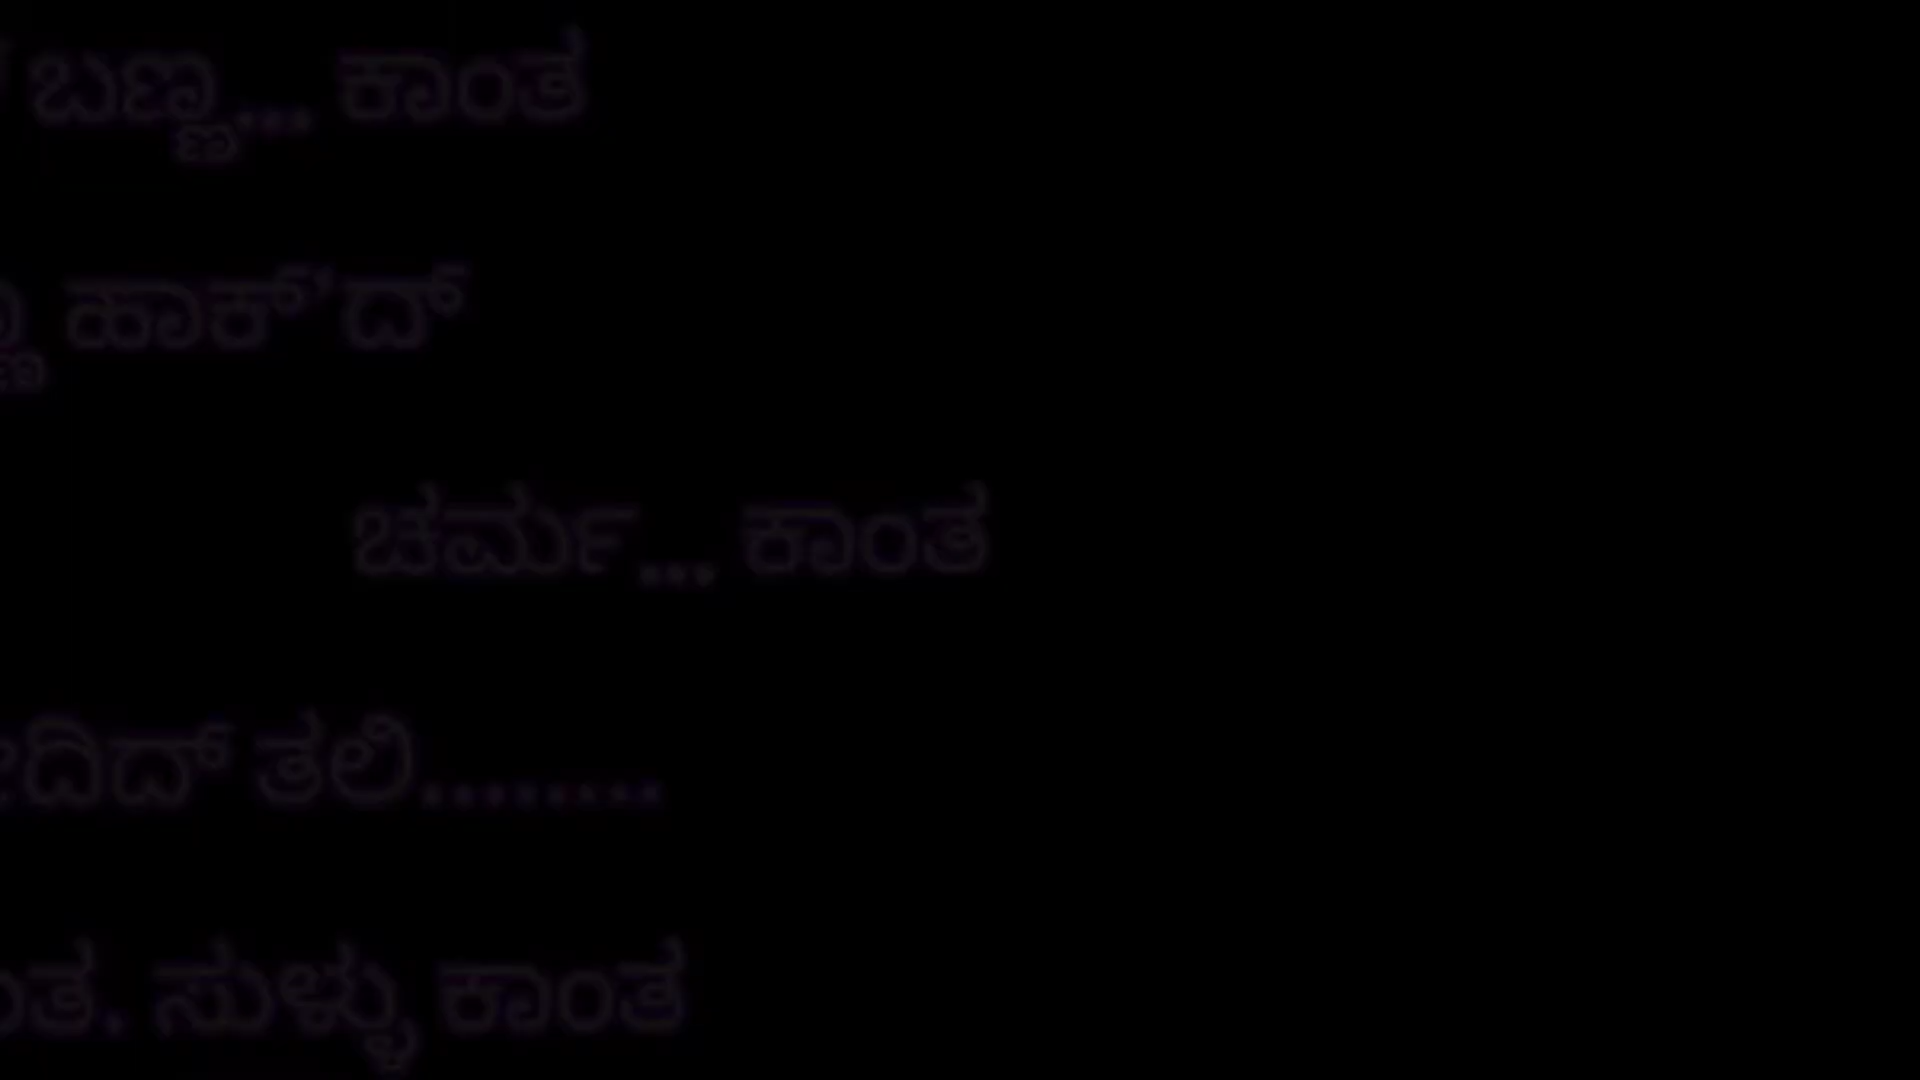 ಬಣ್ಣ... ಕಾಂತ
ಹಾಕ್'ದ್
ಚರ್ಮ... ಕಾಂತ
ತಲಿ........
ಸುಳ್ಳು ಕಾಂತ